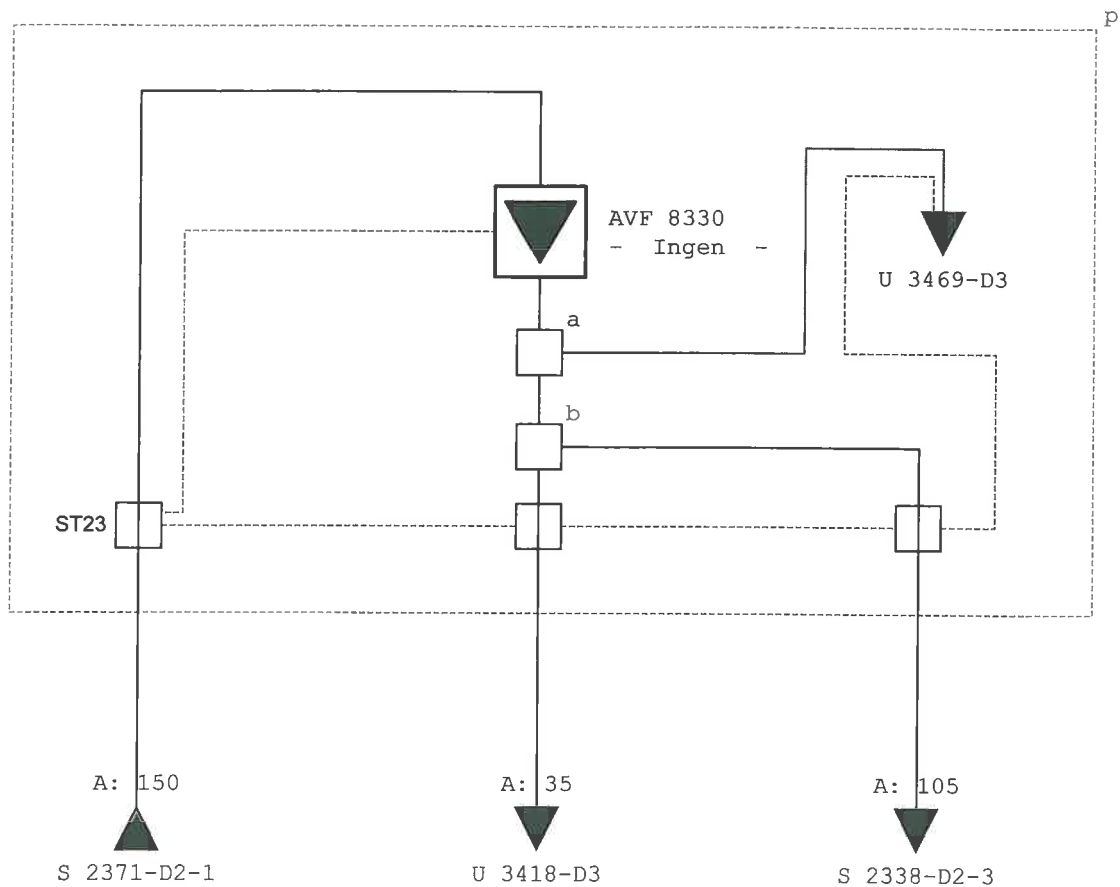 p
AVF 8330
- Ingen -
U 3469-D3
a
b
ST23
A: 150
A: 35
A: 105
S 2371-D2-1
U 3418-D3
S 2338-D2-3